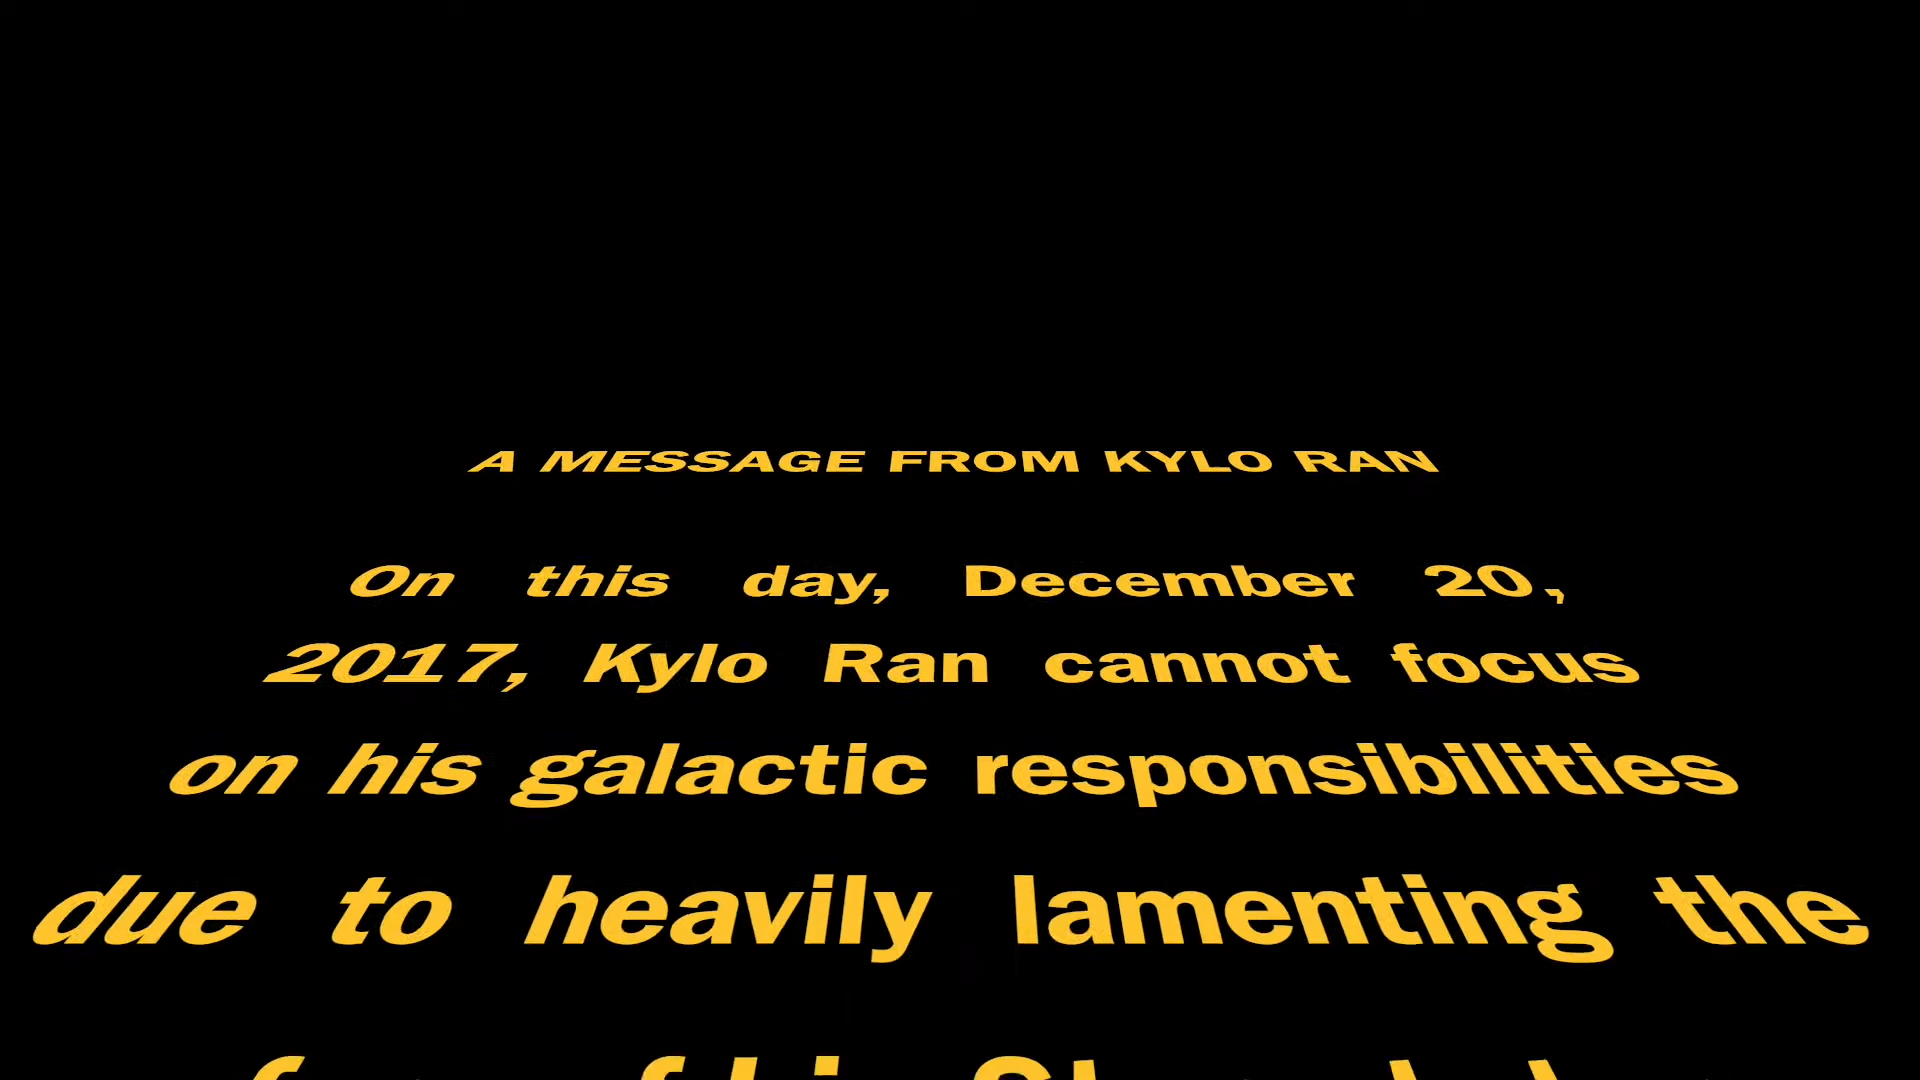 A MESSAGE FROM KYLO RAN
On this day, December 20,
2017, Kylo Ran cannot focus
on his galactic responsibilities
due to heavily lamenting the